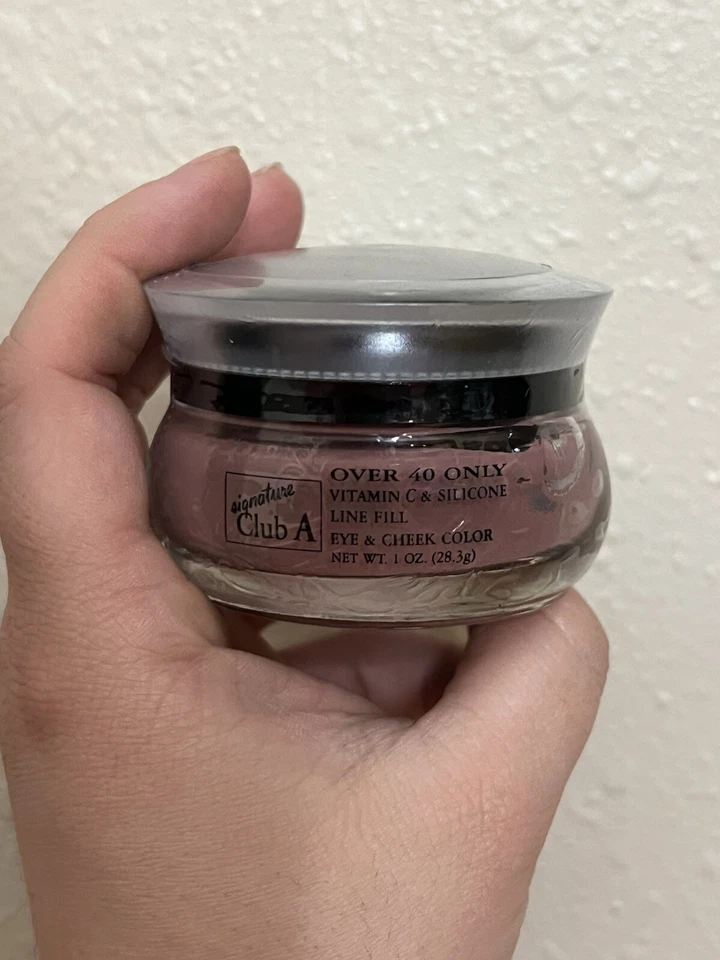 signature
Club A
OVER 40 ONLY
VITAMIN C & SILICONE
LINE FILL
EYE & CHEEK COLOR
NET WT. 1 OZ. (28.3g)